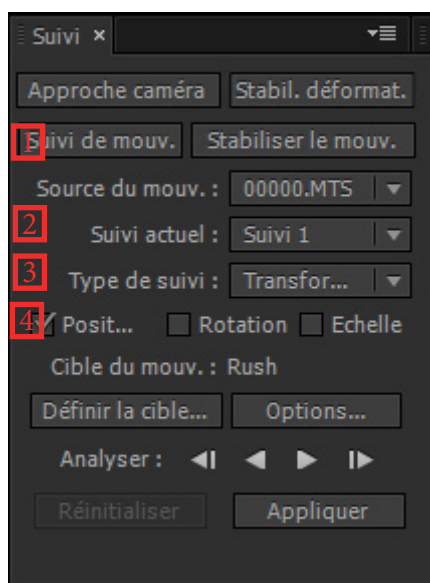 Suivi ×
Approche caméra Stabil. déformat.
1 Suivi de mouv. Stabiliser le mouv.
Source du mouv. : 00000.MTS
2 Suivi actuel : Suivi 1
3 Type de suivi : Transfor...
4 Posit... Rotation Echelle
Cible du mouv. : Rush
Définir la cible... Options...
Analyser :
Réinitialiser Appliquer